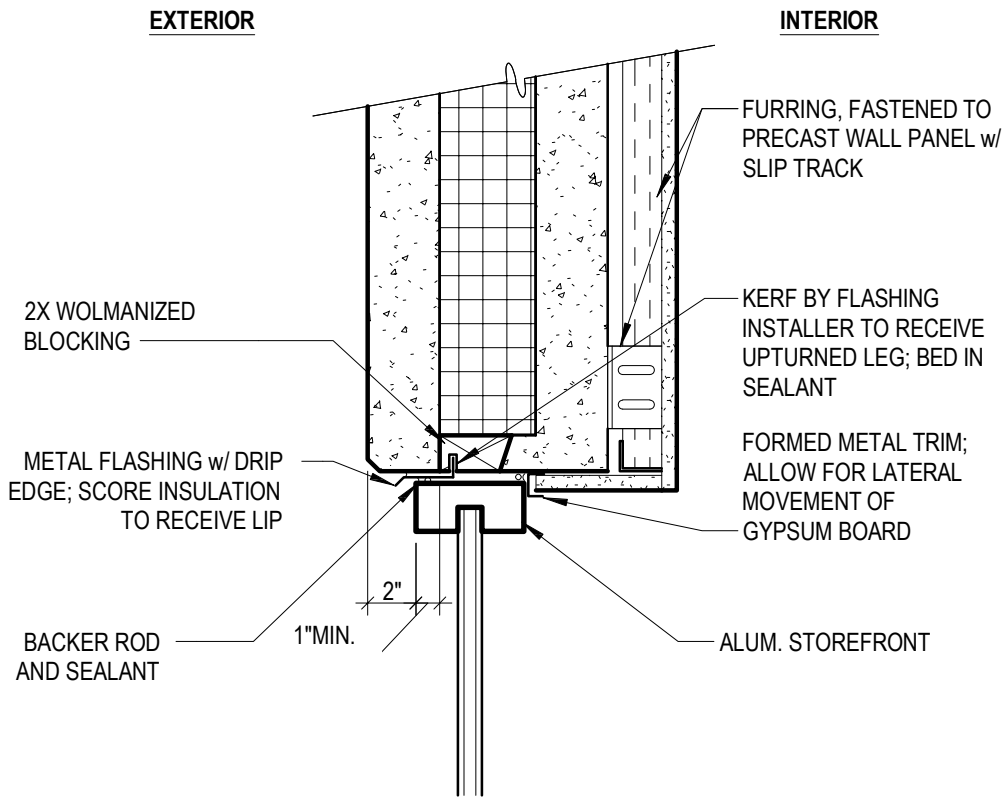 EXTERIOR
INTERIOR
FURRING, FASTENED TO
PRECAST WALL PANEL w/
SLIP TRACK
2X WOLMANIZED
BLOCKING
KERF BY FLASHING
INSTALLER TO RECEIVE
UPTURNED LEG; BED IN
SEALANT
METAL FLASHING w/ DRIP
EDGE; SCORE INSULATION
TO RECEIVE LIP
FORMED METAL TRIM;
ALLOW FOR LATERAL
MOVEMENT OF
GYPSUM BOARD
2"
1"MIN.
BACKER ROD
AND SEALANT
ALUM. STOREFRONT